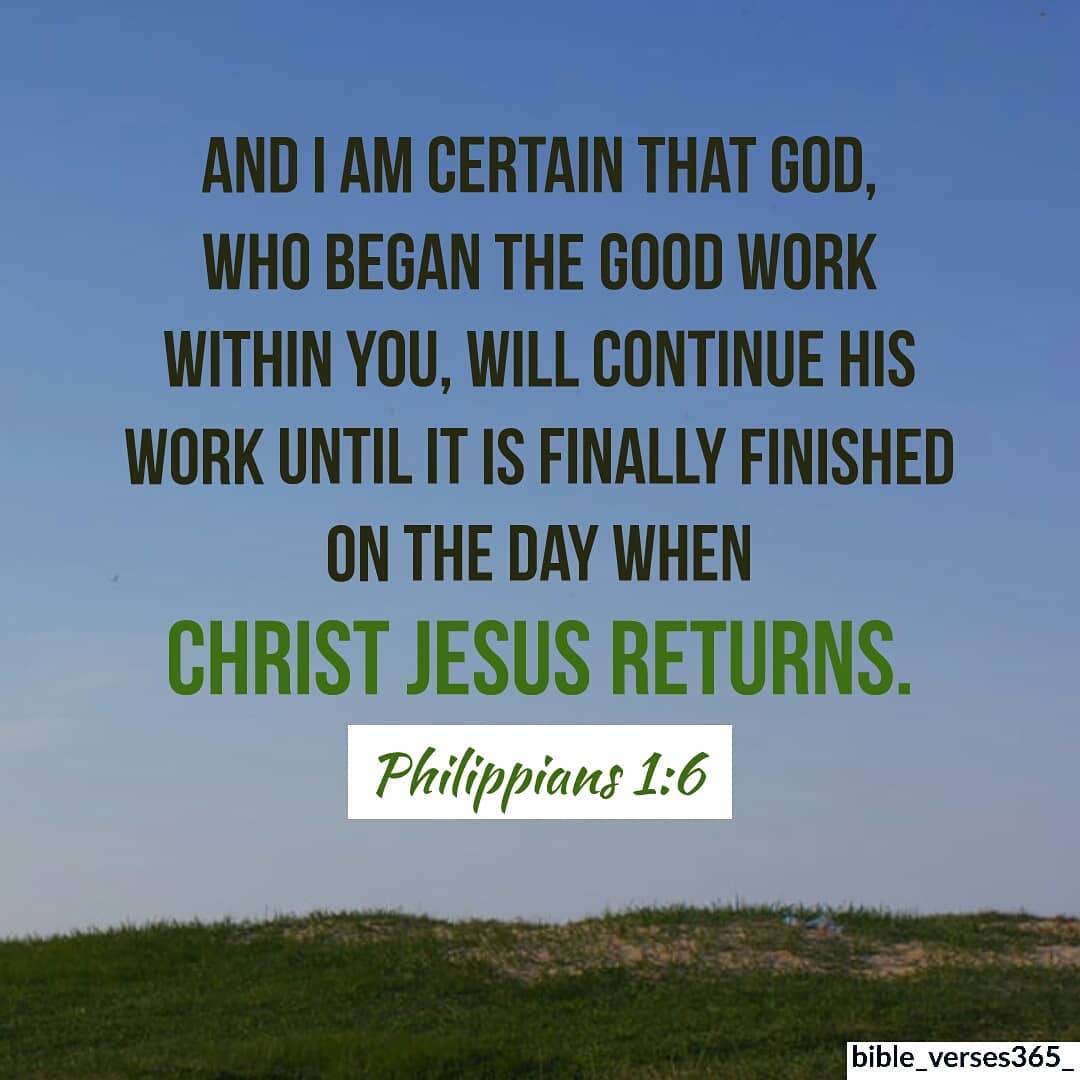 AND I AM CERTAIN THAT GOD,
WHO BEGAN THE GOOD WORK
WITHIN YOU, WILL CONTINUE HIS
WORK UNTIL IT IS FINALLY FINISHED
ON THE DAY WHEN
CHRIST JESUS RETURNS.
Philippians 1:6
bible_verses365_